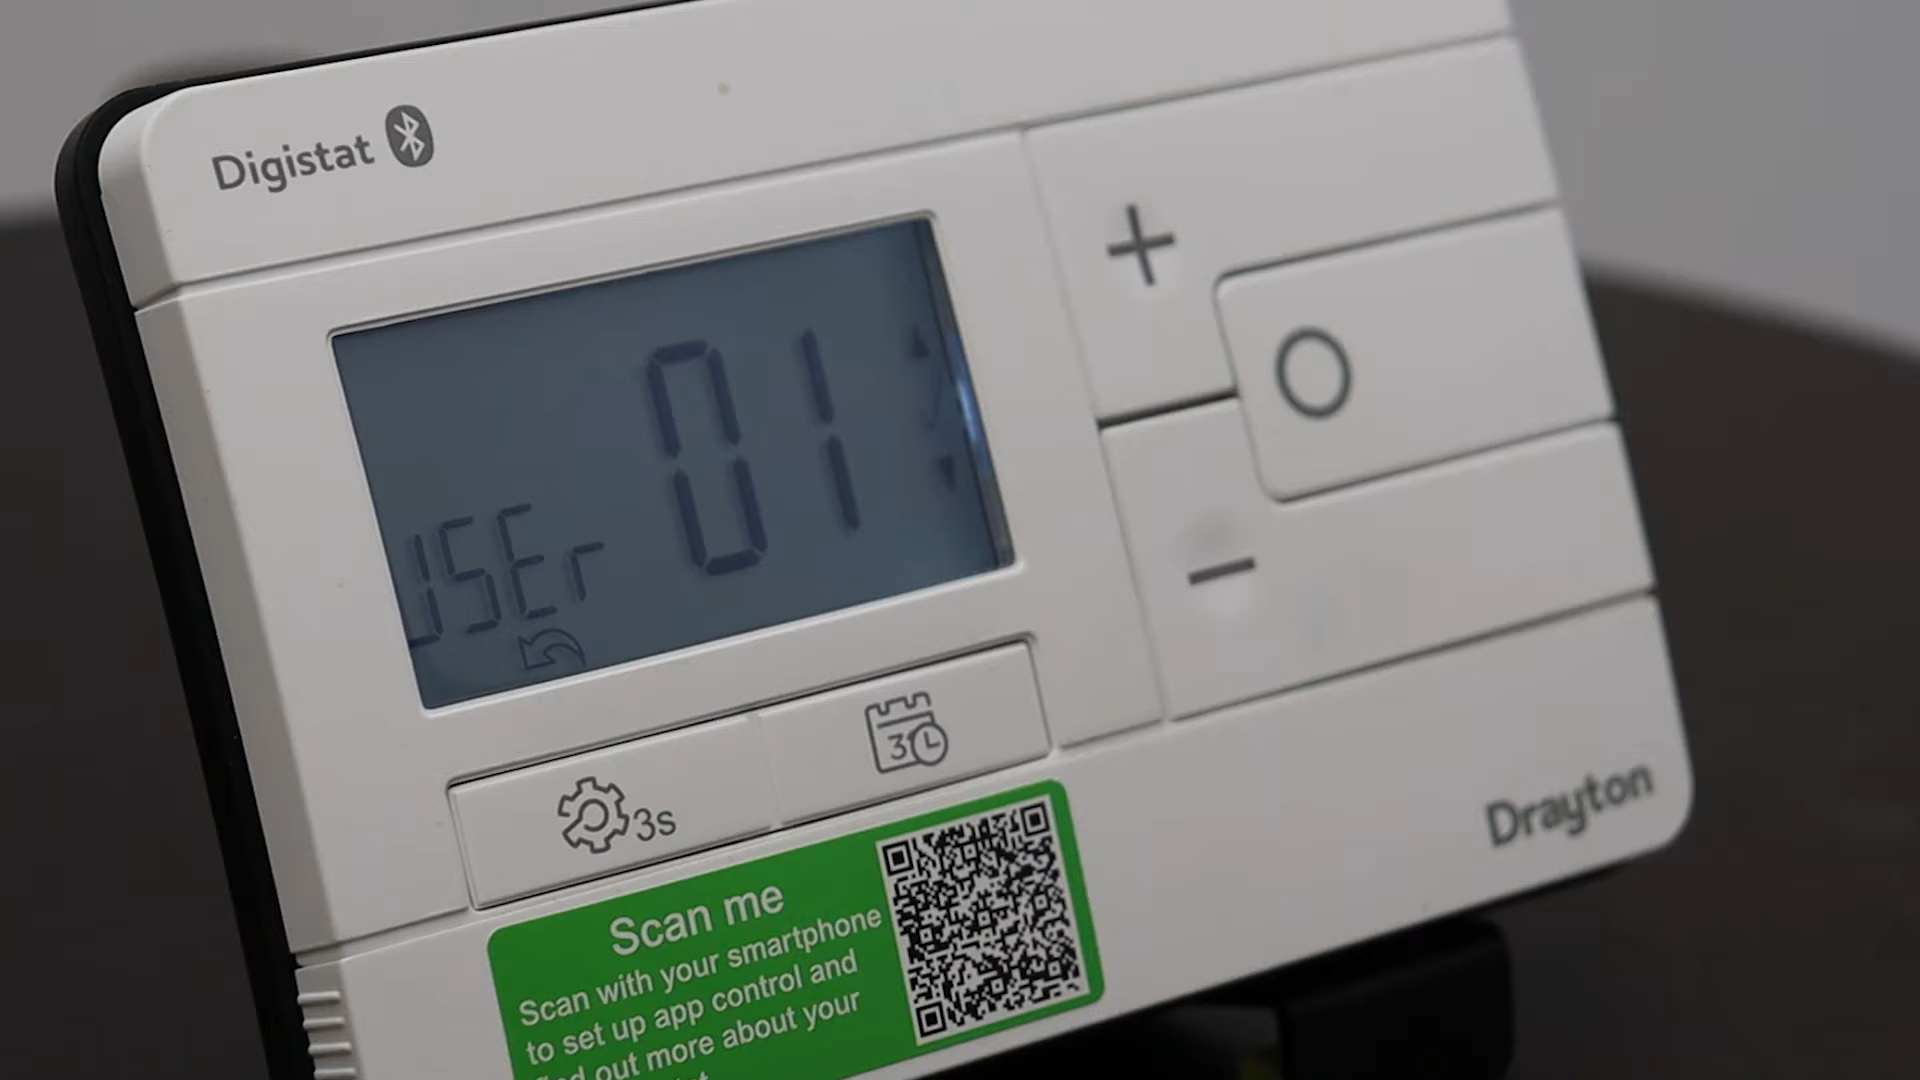 Digistat
01
USEr
+
−
3s
3
Drayton
Scan me
Scan with your smartphone
to set up app control and
find out more about your